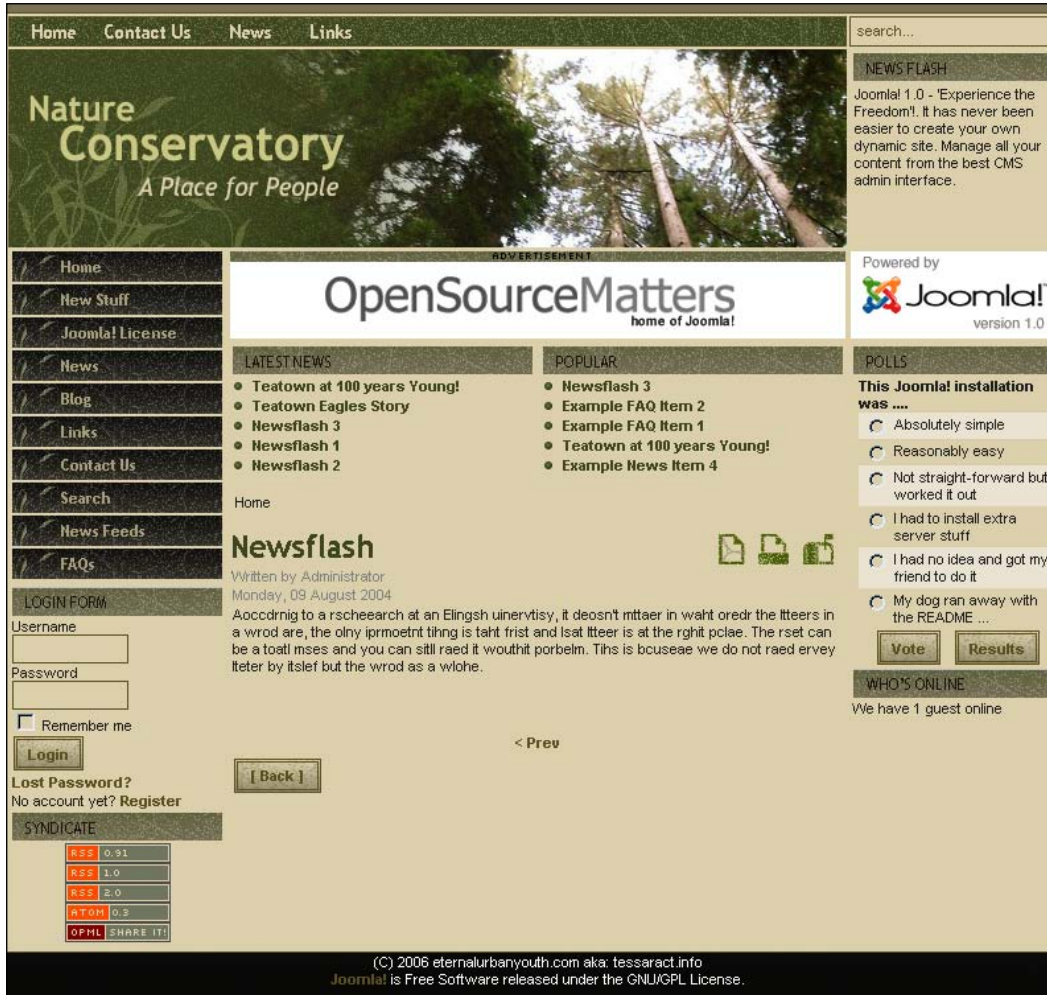 Home Contact Us News Links
search...
Nature
Conservatory
A Place for People
NEWS FLASH
Joomla! 1.0 - 'Experience the
Freedom'!. It has never been
easier to create your own
dynamic site. Manage all your
content from the best CMS
admin interface.
Home
New Stuff
Joomla! License
News
Blog
Links
Contact Us
Search
News Feeds
FAQs
LOGIN FORM
Username
Password
Remember me
Login
Lost Password?
No account yet? Register
SYNDICATE
RSS 0.91
RSS 1.0
RSS 2.0
ATOM 0.3
OPML SHARE IT!
ADVERTISEMENT
OpenSourceMatters
home of Joomla!
LATEST NEWS
Teatown at 100 years Young!
Teatown Eagles Story
Newsflash 3
Newsflash 1
Newsflash 2
POPULAR
Newsflash 3
Example FAQ Item 2
Example FAQ Item 1
Teatown at 100 years Young!
Example News Item 4
Home
Newsflash
Written by Administrator
Monday, 09 August 2004
Aoccdrnig to a rscheearch at an Elingsh uinervtisy, it deosn't mttaer in waht oredr the ltteers in
a wrod are, the olny iprmoetnt tihng is taht frist and lsat ltteer is at the rghit pclae. The rset can
be a toatl mses and you can sitll raed it wouthit porbelm. Tihs is bcuseae we do not raed ervey
lteter by itslef but the wrod as a wlohe.
< Prev
[ Back ]
Powered by
Joomla!
version 1.0
POLLS
This Joomla! installation
was ....
Absolutely simple
Reasonably easy
Not straight-forward but
worked it out
I had to install extra
server stuff
I had no idea and got my
friend to do it
My dog ran away with
the README ...
Vote Results
WHO'S ONLINE
We have 1 guest online
(C) 2006 eternalurbanyouth.com aka: tessaract.info
Joomla! is Free Software released under the GNU/GPL License.